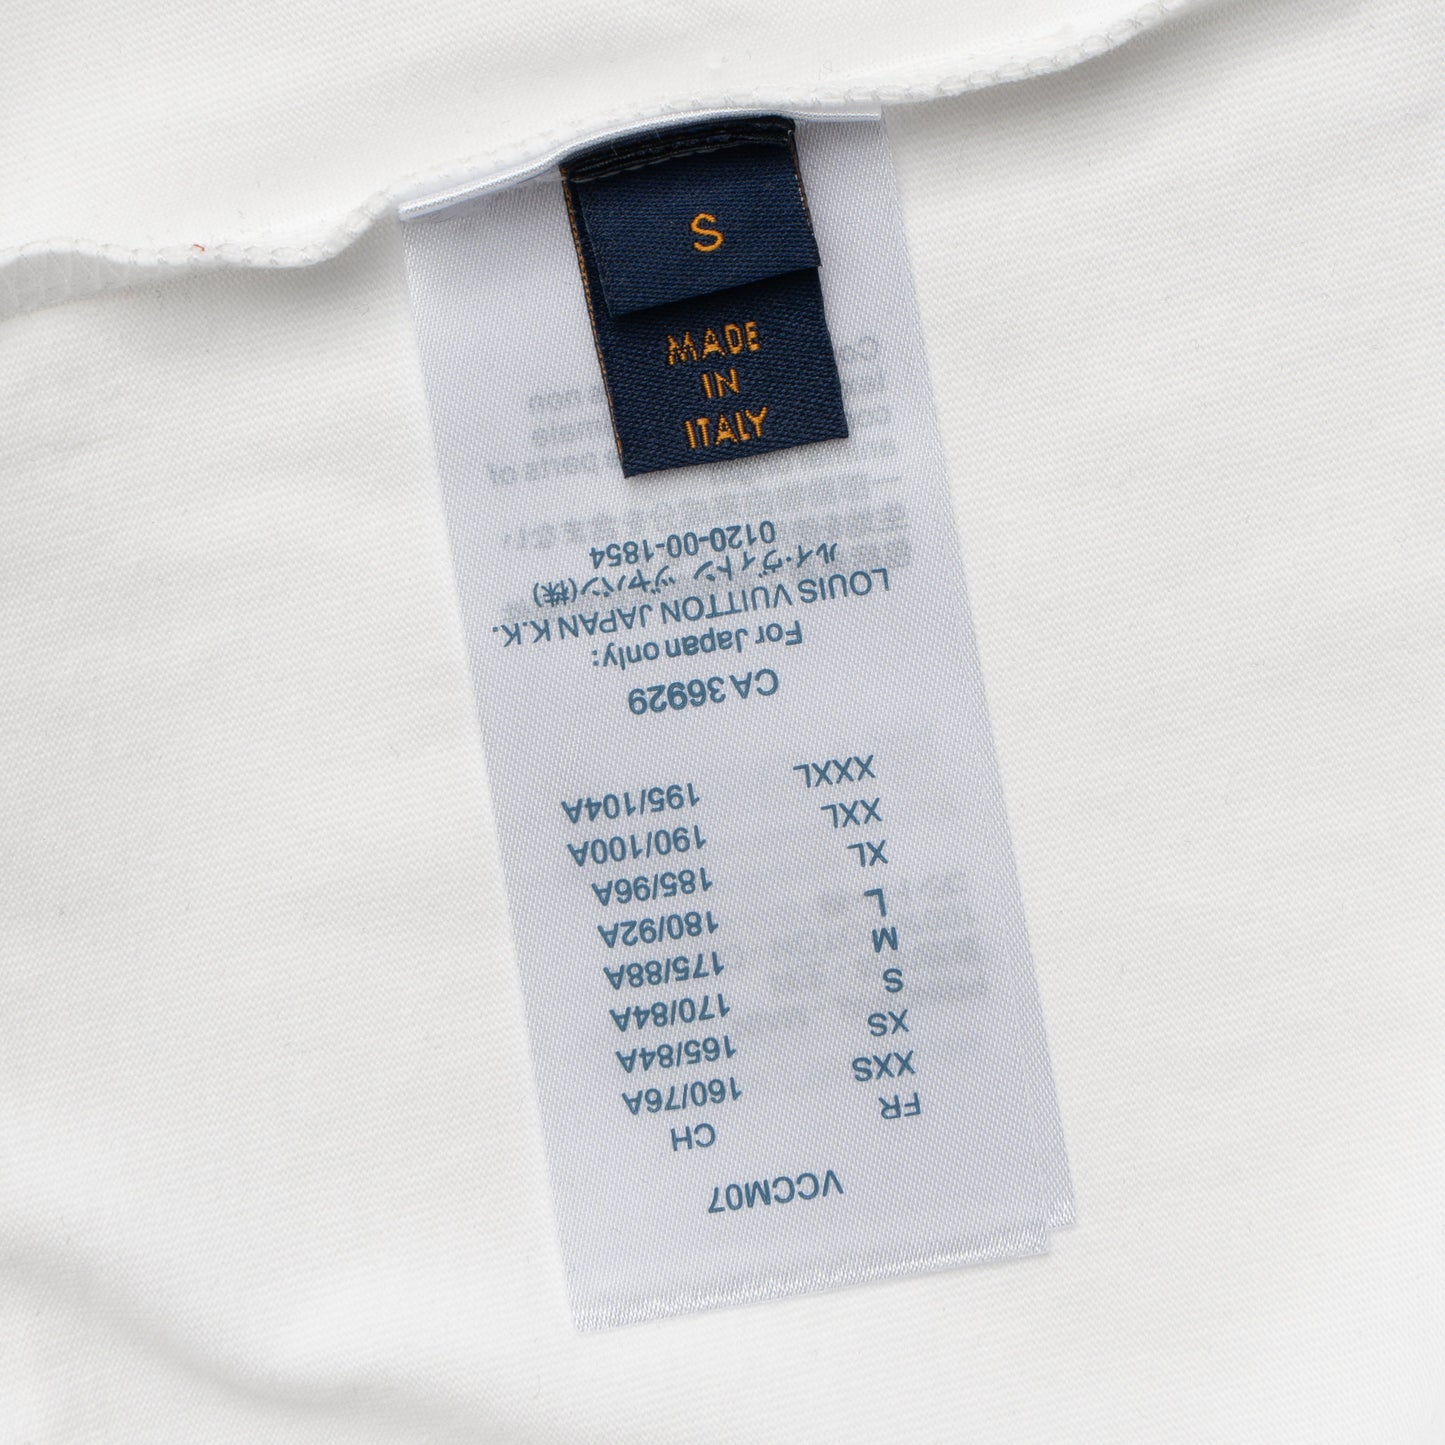 S
MADE
IN
ITALY
VCCM07
FR CH
XXS 160/76A
XS 165/84A
S 170/84A
M 175/88A
L 180/92A
XL 185/96A
XXL 190/100A
XXXL 195/104A
CA 36929
For Japan only:
LOUIS VUITTON JAPAN K.K.
ルイ・ヴィトン ジャパン(株)
0120-00-1854